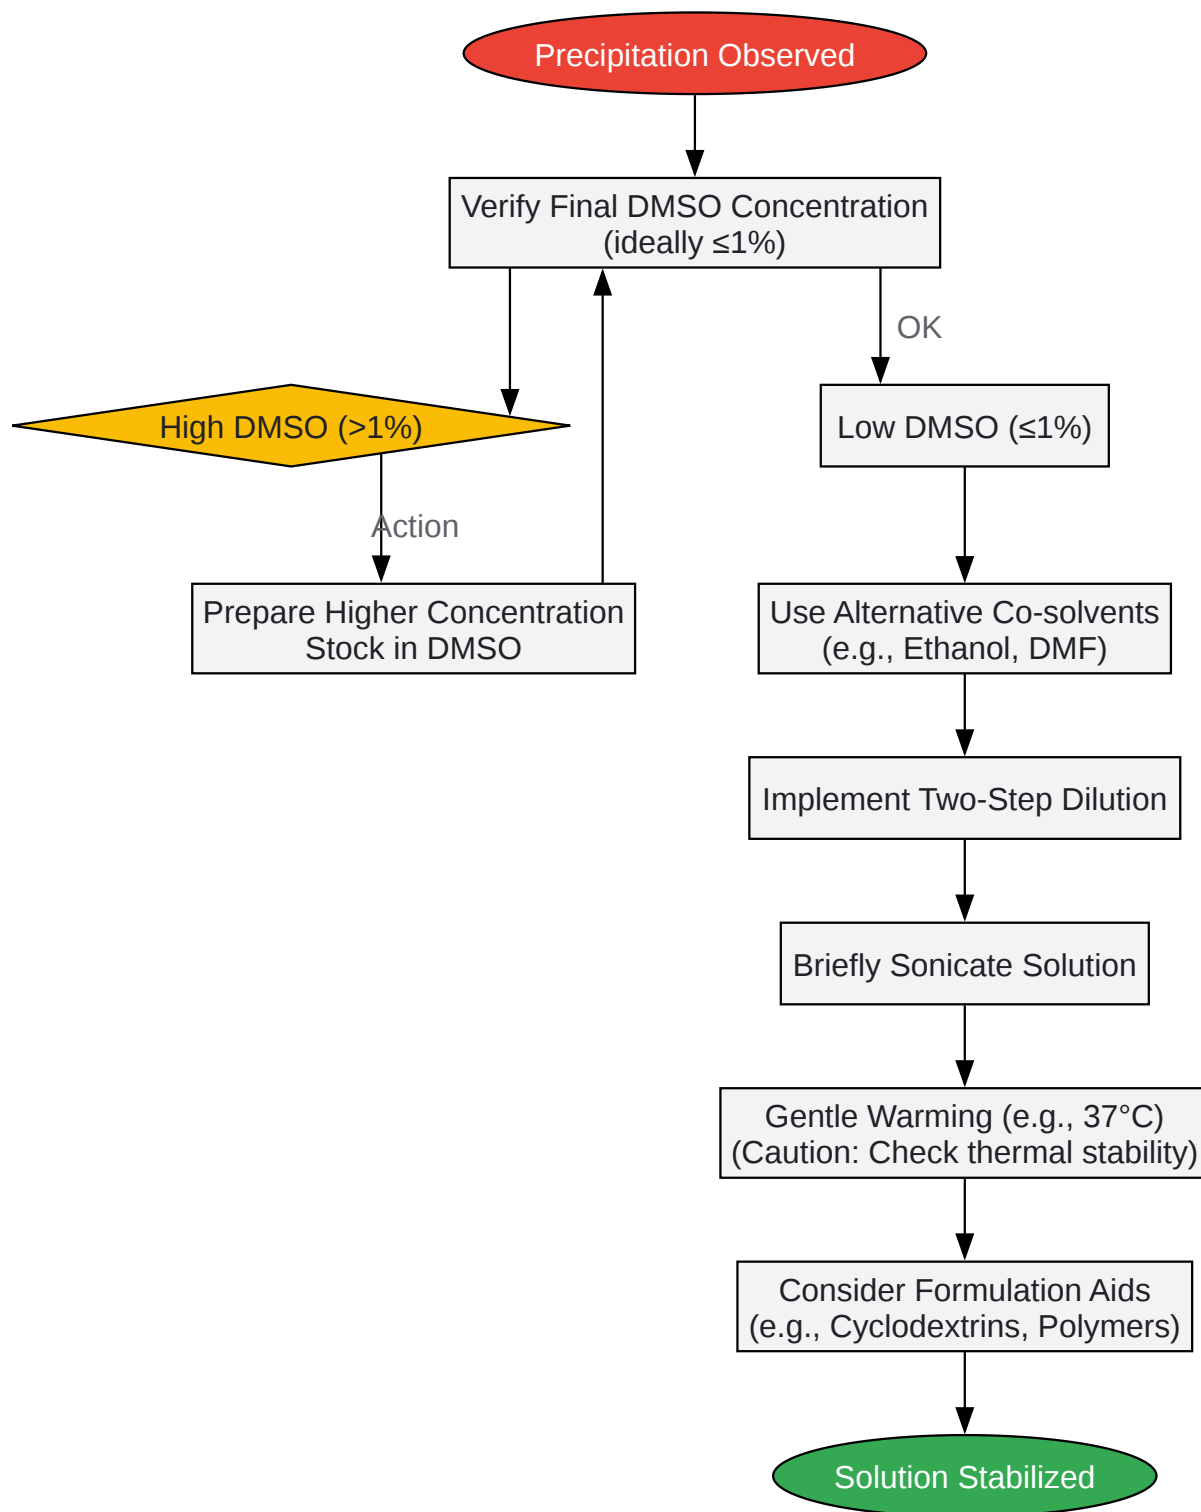 Precipitation Observed
Verify Final DMSO Concentration
(ideally ≤1%)
OK
High DMSO (>1%)
Low DMSO (≤1%)
Action
Prepare Higher Concentration
Stock in DMSO
Use Alternative Co-solvents
(e.g., Ethanol, DMF)
Implement Two-Step Dilution
Briefly Sonicate Solution
Gentle Warming (e.g., 37°C)
(Caution: Check thermal stability)
Consider Formulation Aids
(e.g., Cyclodextrins, Polymers)
Solution Stabilized